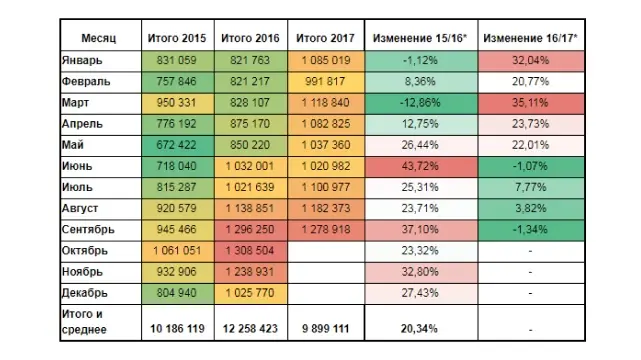 Месяц Итого 2015 Итого 2016 Итого 2017 Изменение 15/16* Изменение 16/17*
Январь 831 059 821 763 1 085 019 -1,12% 32,04%
Февраль 757 846 821 217 991 817 8,36% 20,77%
Март 950 331 828 107 1 118 840 -12,86% 35,11%
Апрель 776 192 875 170 1 082 825 12,75% 23,73%
Май 672 422 850 220 1 037 360 26,44% 22,01%
Июнь 718 040 1 032 001 1 020 982 43,72% -1,07%
Июль 815 287 1 021 639 1 100 977 25,31% 7,77%
Август 920 579 1 138 851 1 182 373 23,71% 3,82%
Сентябрь 945 466 1 296 250 1 278 918 37,10% -1,34%
Октябрь 1 061 051 1 308 504 23,32% -
Ноябрь 932 906 1 238 931 32,80% -
Декабрь 804 940 1 025 770 27,43% -
Итого и
среднее 10 186 119 12 258 423 9 899 111 20,34% -